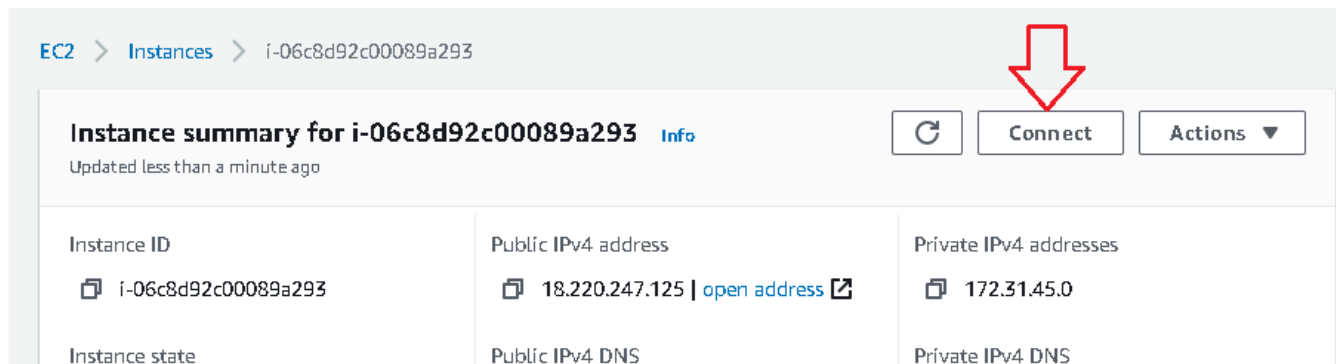 EC2 > Instances > i-06c8d92c00089a293
Instance summary for i-06c8d92c00089a293 Info
Connect
Actions
Updated less than a minute ago
Instance ID
Public IPv4 address
Private IPv4 addresses
i-06c8d92c00089a293
18.220.247.125 | open address
172.31.45.0
Instance state
Public IPv4 DNS
Private IPv4 DNS